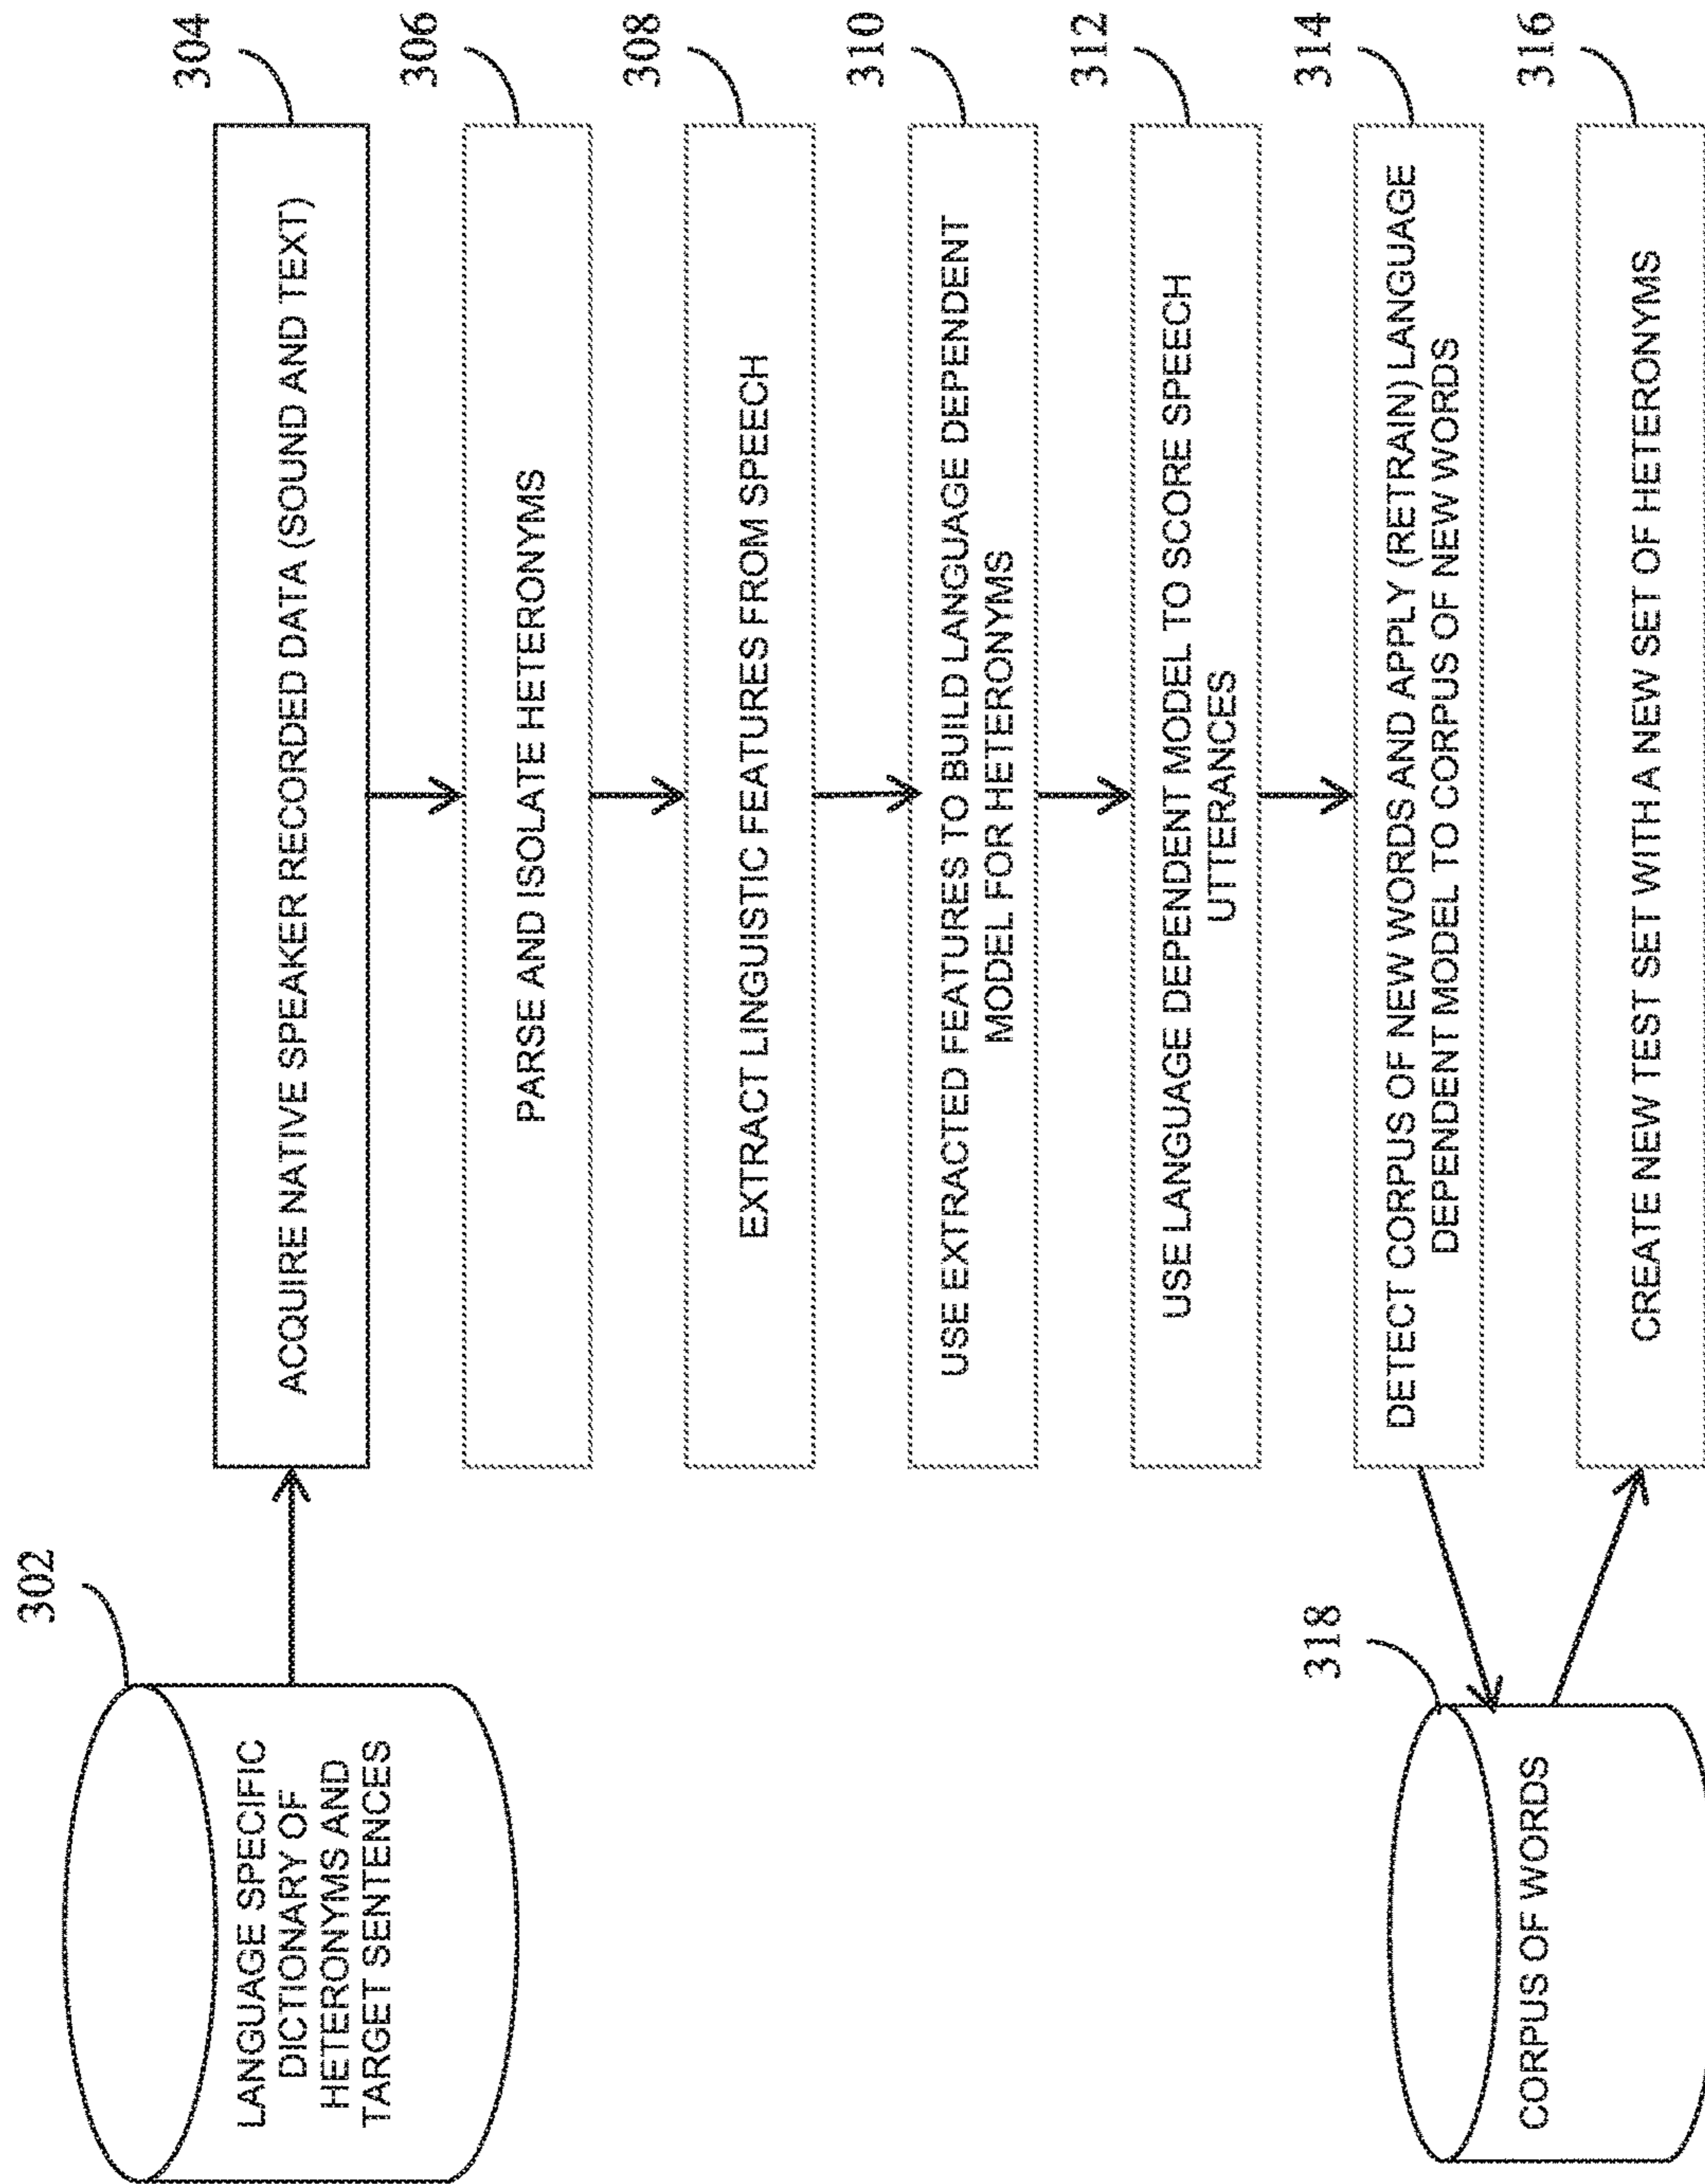 302
LANGUAGE SPECIFIC
DICTIONARY OF
HETERONYMS AND
TARGET SENTENCES
304
ACQUIRE NATIVE SPEAKER RECORDED DATA (SOUND AND TEXT)
306
PARSE AND ISOLATE HETERONYMS
308
EXTRACT LINGUISTIC FEATURES FROM SPEECH
310
USE EXTRACTED FEATURES TO BUILD LANGUAGE DEPENDENT
MODEL FOR HETERONYMS
312
USE LANGUAGE DEPENDENT MODEL TO SCORE SPEECH
UTTERANCES
314
DETECT CORPUS OF NEW WORDS AND APPLY (RETRAIN) LANGUAGE
DEPENDENT MODEL TO CORPUS OF NEW WORDS
318
CORPUS OF WORDS
316
CREATE NEW TEST SET WITH A NEW SET OF HETERONYMS